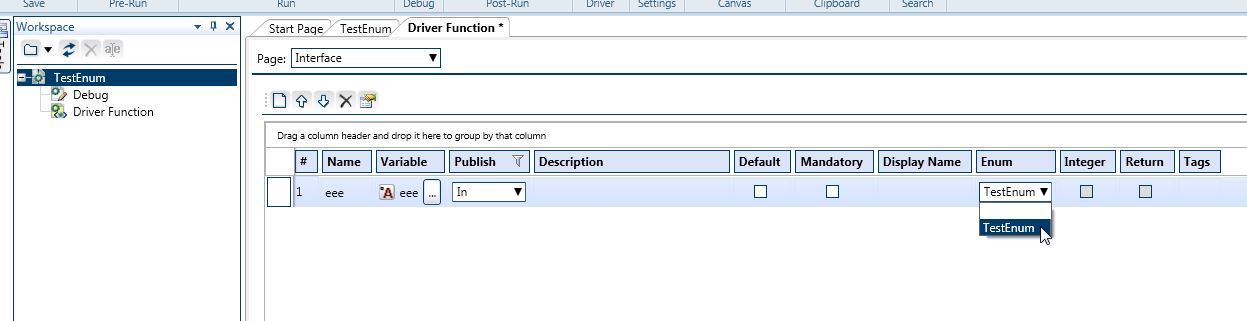 Save Pre-Run Run Debug Post-Run Driver Settings Canvas Clipboard Search
Workspace
Start Page TestEnum Driver Function *
Page: Interface
TestEnum
Debug
Driver Function
Drag a column header and drop it here to group by that column
# Name Variable Publish Description Default Mandatory Display Name Enum Integer Return Tags
1 eee A eee ... In TestEnum
TestEnum